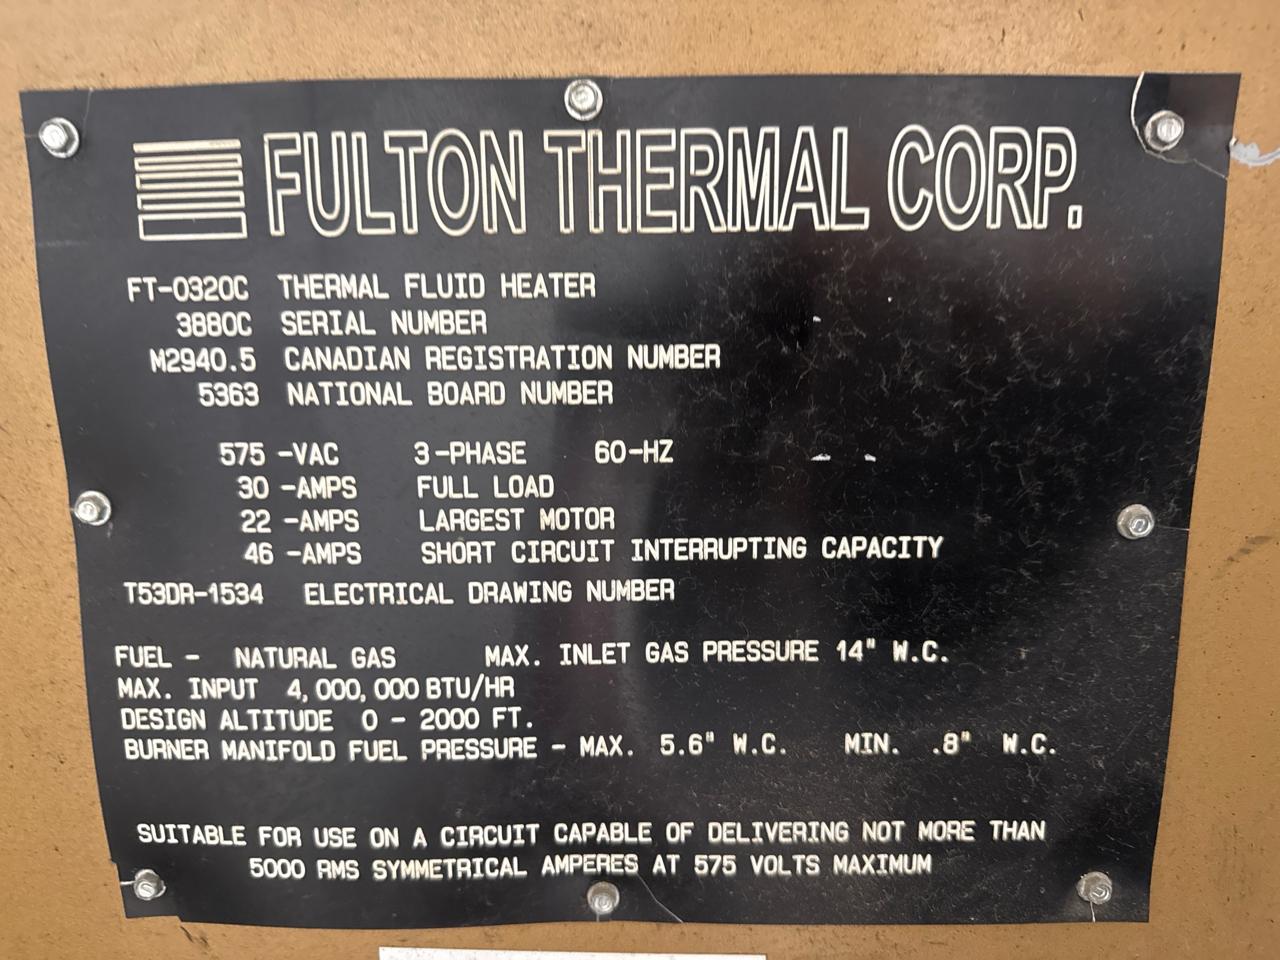 FULTON THERMAL CORP.
FT-0320C THERMAL FLUID HEATER
3880C SERIAL NUMBER
M2940.5 CANADIAN REGISTRATION NUMBER
5363 NATIONAL BOARD NUMBER
575 -VAC 3-PHASE 60-HZ
30 -AMPS FULL LOAD
22 -AMPS LARGEST MOTOR
46 -AMPS SHORT CIRCUIT INTERRUPTING CAPACITY
T53DR-1534 ELECTRICAL DRAWING NUMBER
FUEL - NATURAL GAS MAX. INLET GAS PRESSURE 14" W.C.
MAX. INPUT 4,000,000 BTU/HR
DESIGN ALTITUDE 0 - 2000 FT.
BURNER MANIFOLD FUEL PRESSURE - MAX. 5.6" W.C. MIN. .8" W.C.
SUITABLE FOR USE ON A CIRCUIT CAPABLE OF DELIVERING NOT MORE THAN
5000 RMS SYMMETRICAL AMPERES AT 575 VOLTS MAXIMUM